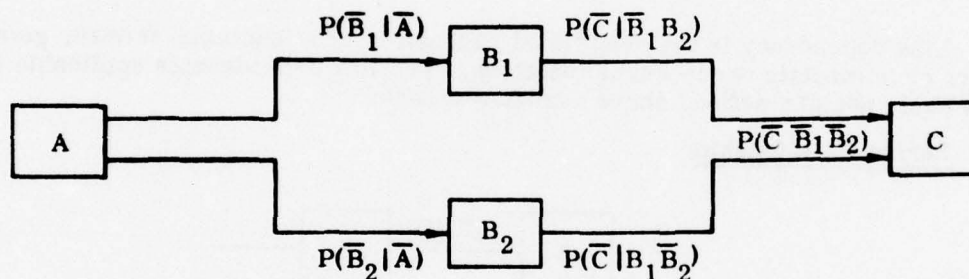 P(B̅₁|A̅) P(C̅|B̅₁B₂)
B₁
A
P(C̅ B̅₁B̅₂)
C
B₂
P(B̅₂|A̅) P(C̅|B₁B̅₂)